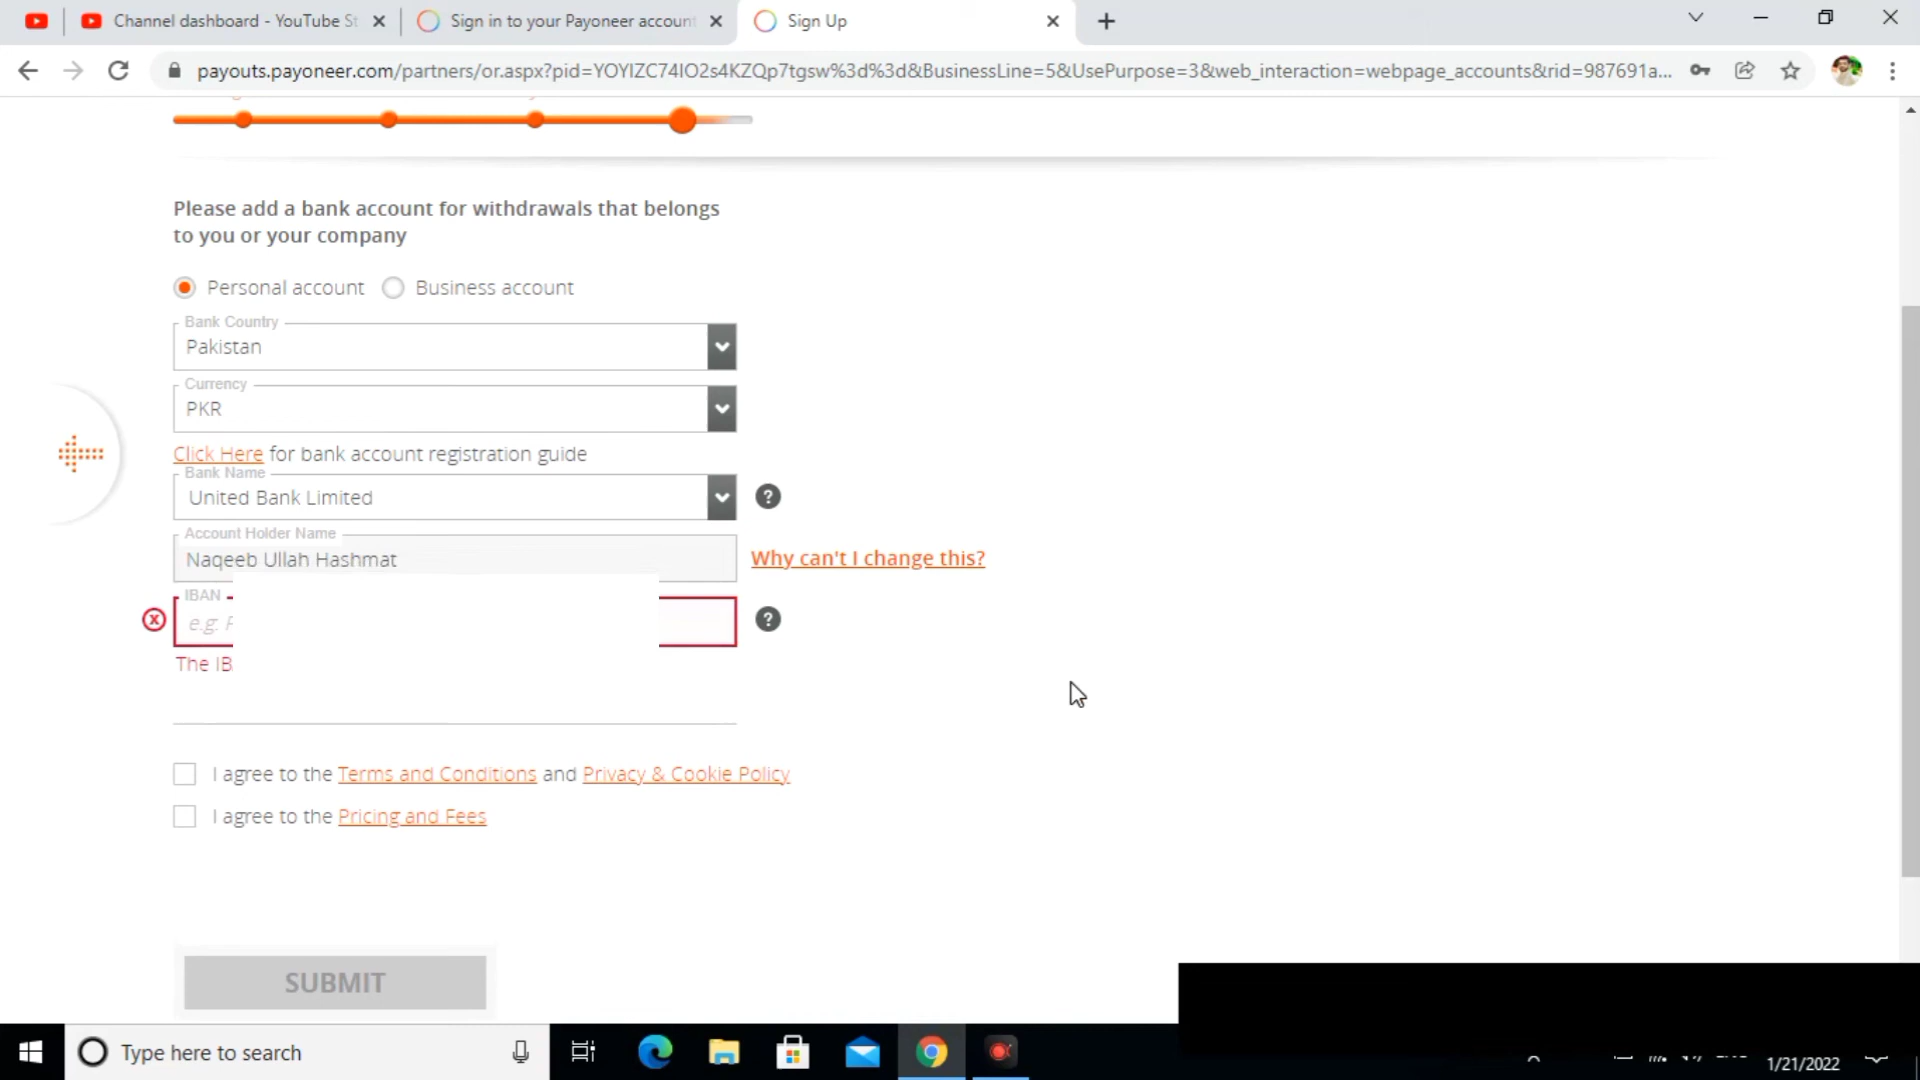 Channel dashboard - YouTube St
Sign in to your Payoneer account
Sign Up
payouts.payoneer.com/partners/or.aspx?pid=YOYIZC74IO2s4KZQp7tgsw%3d%3d&BusinessLine=5&UsePurpose=3&web_interaction=webpage_accounts&rid=987691a...
Please add a bank account for withdrawals that belongs
to you or your company
Personal account
Business account
Bank Country
Pakistan
Currency
PKR
Click Here for bank account registration guide
Bank Name
United Bank Limited
?
Account Holder Name
Naqeeb Ullah Hashmat
Why can't I change this?
IBAN
e.g. P
?
The IB
I agree to the Terms and Conditions and Privacy & Cookie Policy
I agree to the Pricing and Fees
SUBMIT
Type here to search
1/21/2022